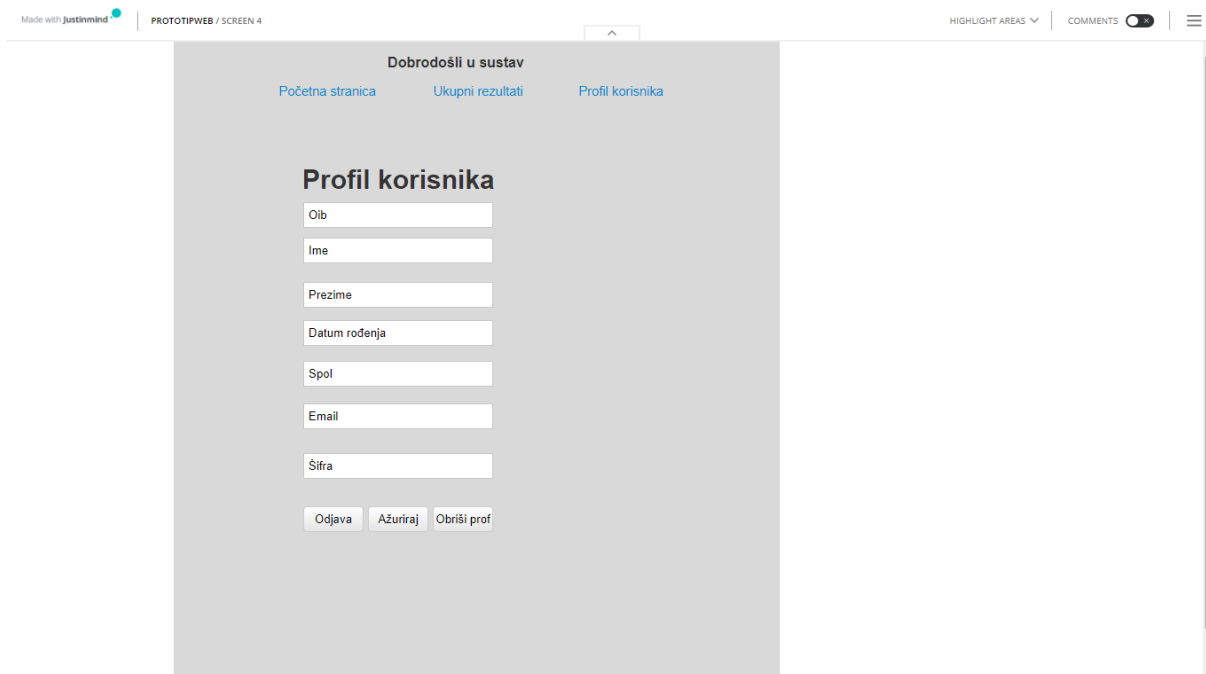 Made with justinmind
PROTOTIPWEB / SCREEN 4
HIGHLIGHT AREAS
COMMENTS
Dobrodošli u sustav
Početna stranica
Ukupni rezultati
Profil korisnika
Profil korisnika
Oib
Ime
Prezime
Datum rođenja
Spol
Email
Šifra
Odjava
Ažuriraj
Obriši prof